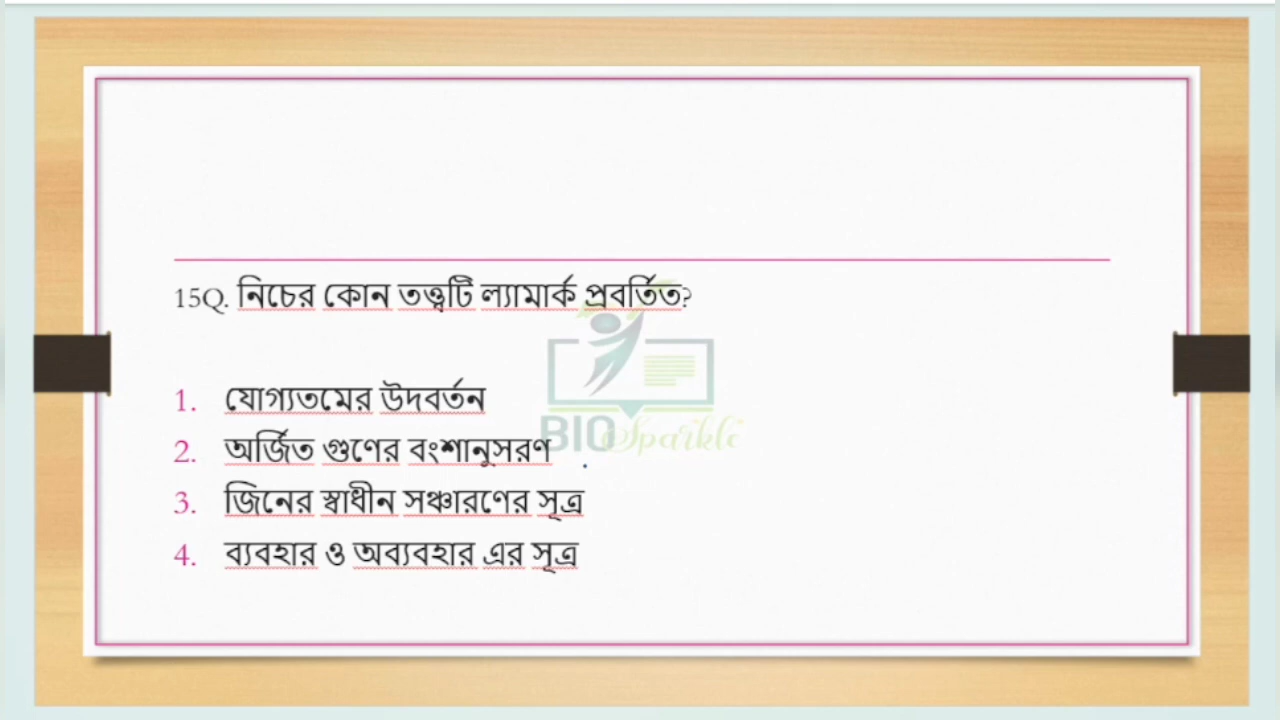 15Q. নিচের কোন তত্ত্বটি ল্যামার্ক প্রবর্তিত?
1. যোগ্যতমের উদবর্তন
2. অর্জিত গুণের বংশানুসরণ
3. জিনের স্বাধীন সঞ্চারণের সূত্র
4. ব্যবহার ও অব্যবহার এর সূত্র
BIO Sparkle